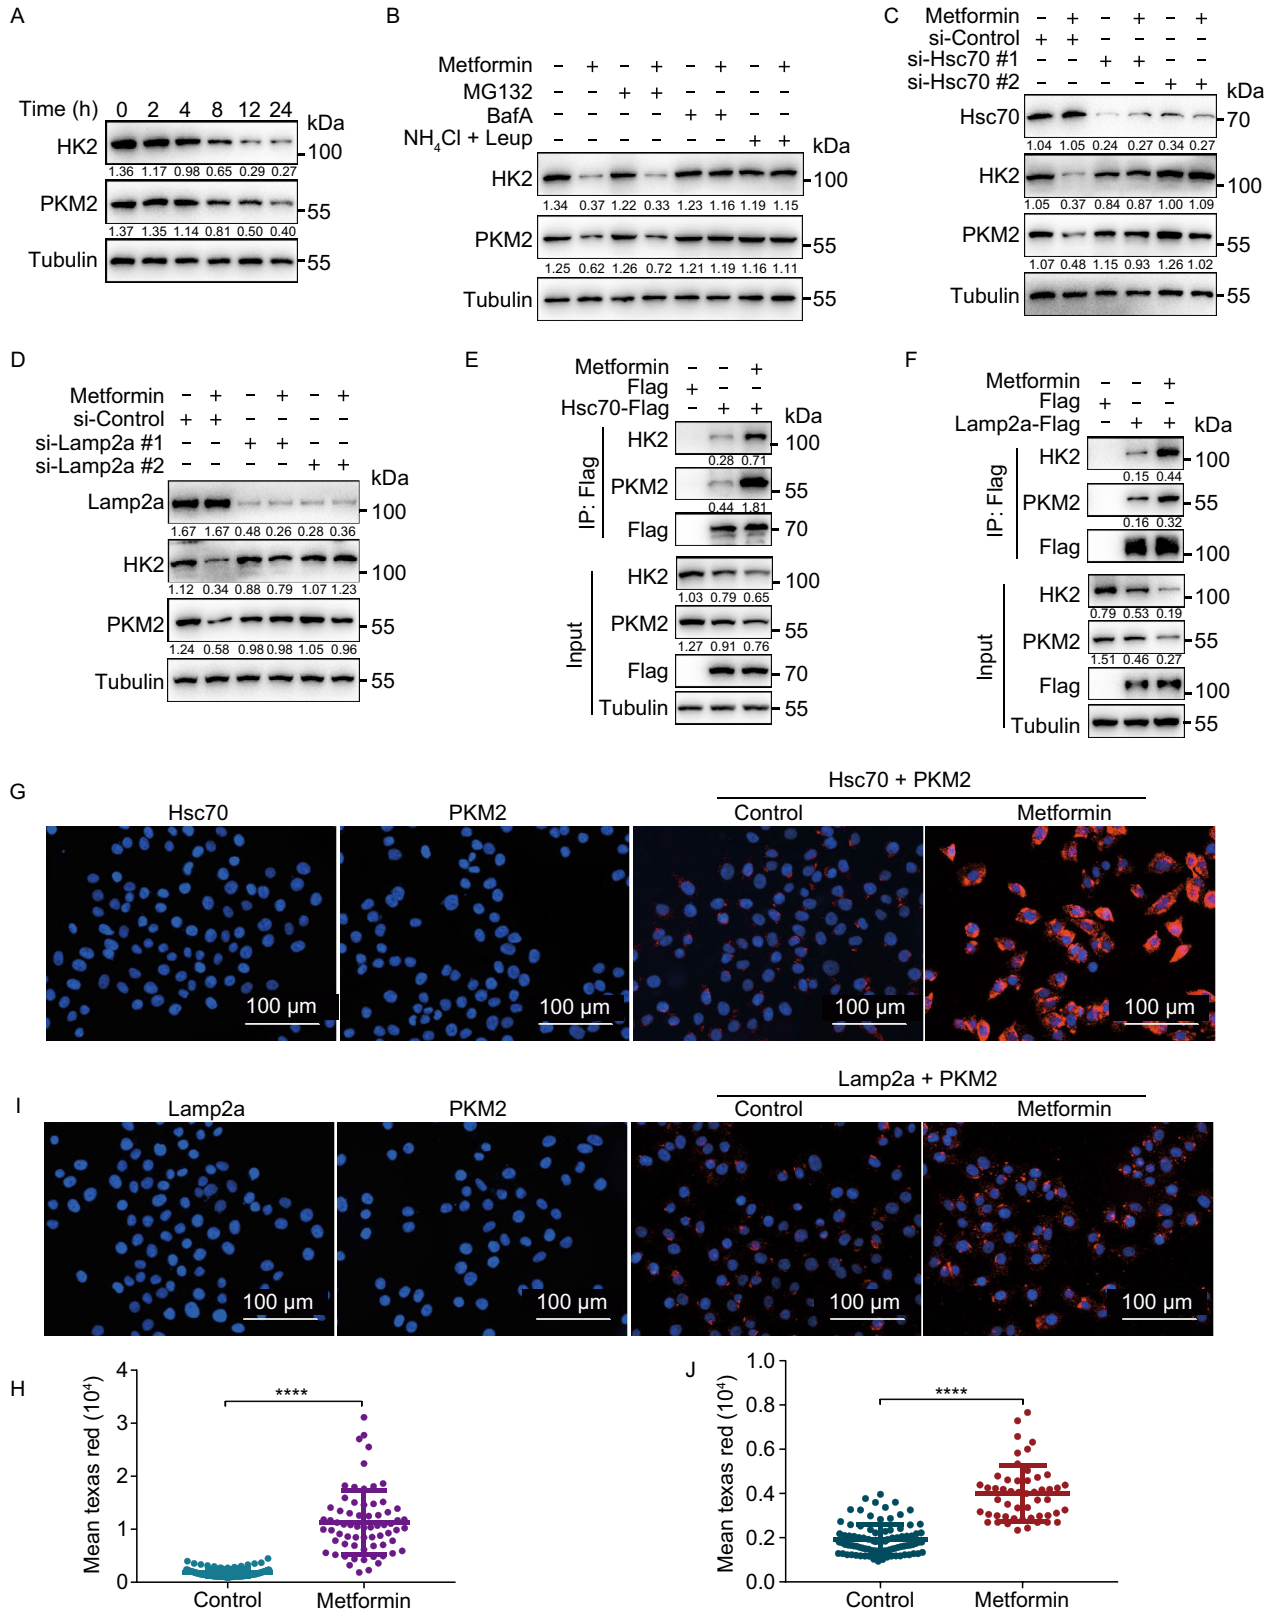 A
Time (h) 0 2 4 8 12 24
kDa
HK2
100
1.36 1.17 0.98 0.65 0.29 0.27
PKM2
55
1.37 1.35 1.14 0.81 0.50 0.40
Tubulin
55
B
Metformin − + − + − + − +
MG132 − − + + − − − −
BafA − − − − + + − −
NH4Cl + Leup − − − − − − + +
kDa
HK2
100
1.34 0.37 1.22 0.33 1.23 1.16 1.19 1.15
PKM2
55
1.25 0.62 1.26 0.72 1.21 1.19 1.16 1.11
Tubulin
55
C
Metformin − + − + − +
si-Control + + − − − −
si-Hsc70 #1 − − + + − −
si-Hsc70 #2 − − − − + +
kDa
Hsc70
70
1.04 1.05 0.24 0.27 0.34 0.27
HK2
100
1.05 0.37 0.84 0.87 1.00 1.09
PKM2
55
1.07 0.48 1.15 0.93 1.26 1.02
Tubulin
55
D
Metformin − + − + − +
si-Control + + − − − −
si-Lamp2a #1 − − + + − −
si-Lamp2a #2 − − − − + +
kDa
Lamp2a
100
1.67 1.67 0.48 0.26 0.28 0.36
HK2
100
1.12 0.34 0.88 0.79 1.07 1.23
PKM2
55
1.24 0.58 0.98 0.98 1.05 0.96
Tubulin
55
E
Metformin − − +
Flag + − −
Hsc70-Flag − + +
kDa
IP: Flag
HK2
100
0.28 0.71
PKM2
55
0.44 1.81
Flag
70
Input
HK2
100
1.03 0.79 0.65
PKM2
55
1.27 0.91 0.76
Flag
70
Tubulin
55
F
Metformin − − +
Flag + − −
Lamp2a-Flag − + +
kDa
IP: Flag
HK2
100
0.15 0.44
PKM2
55
0.16 0.32
Flag
100
Input
HK2
100
0.79 0.53 0.19
PKM2
55
1.51 0.46 0.27
Flag
100
Tubulin
55
G
Hsc70 + PKM2
Hsc70 PKM2 Control Metformin
100 µm 100 µm 100 µm 100 µm
I
Lamp2a + PKM2
Lamp2a PKM2 Control Metformin
100 µm 100 µm 100 µm 100 µm
H
Mean texas red (10⁴)
4
3
2
1
0
****
Control Metformin
J
Mean texas red (10⁴)
1.0
0.8
0.6
0.4
0.2
0.0
****
Control Metformin